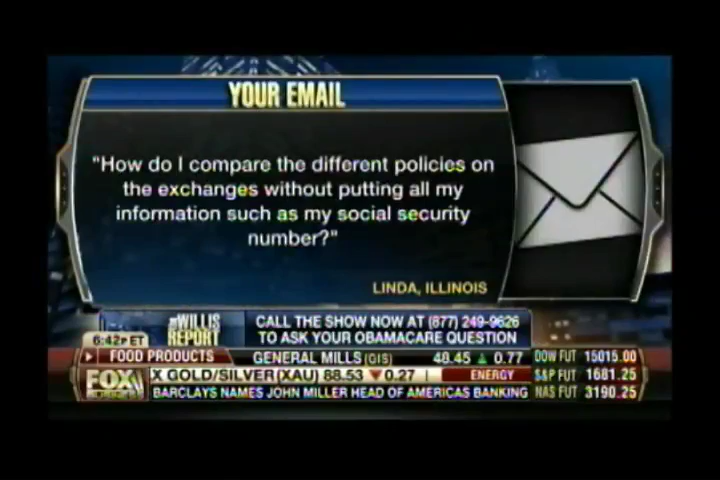 YOUR EMAIL
"How do I compare the different policies on
the exchanges without putting all my
information such as my social security
number?"
LINDA, ILLINOIS
THE WILLIS
REPORT
CALL THE SHOW NOW AT (877) 249-9626
TO ASK YOUR OBAMACARE QUESTION
6:42P ET
FOOD PRODUCTS GENERAL MILLS (GIS) 48.45 ▲ 0.77 DOW FUT 15015.00
FOX X GOLD/SILVER (XAU) 88.53 ▼ 0.27 ENERGY S&P FUT 1681.25
BUSINESS BARCLAYS NAMES JOHN MILLER HEAD OF AMERICAS BANKING NAS FUT 3190.25